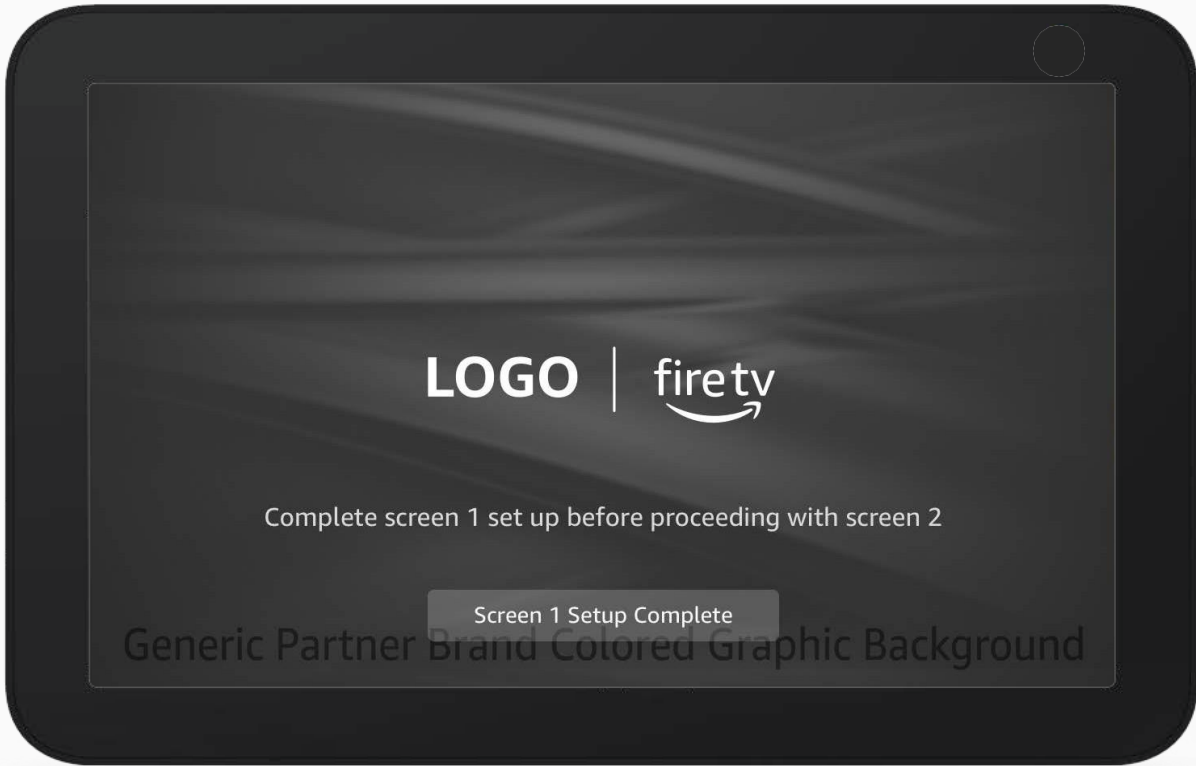 LOGO | fire tv
Complete screen 1 set up before proceeding with screen 2
Screen 1 Setup Complete
Generic Partner Brand Colored Graphic Background